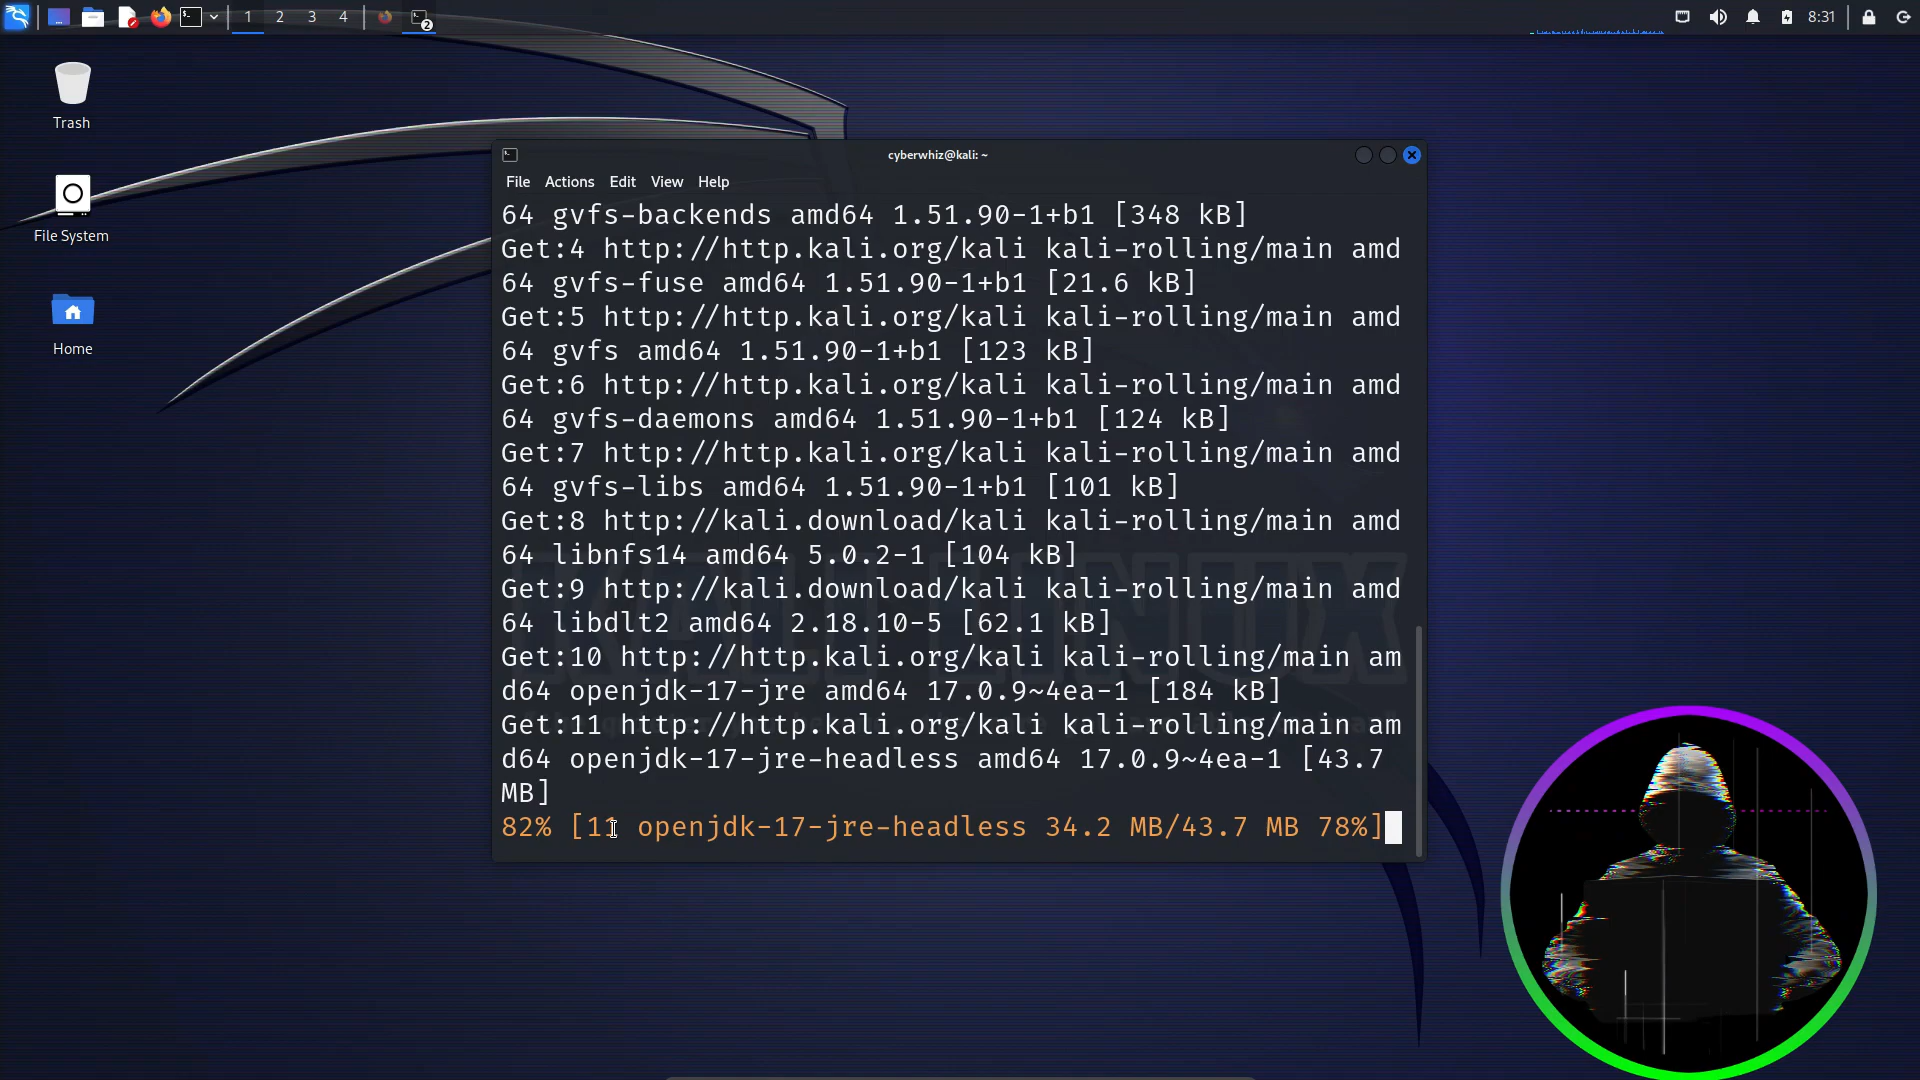 1 2 3 4
2
8:31
Trash
File System
Home
cyberwhiz@kali: ~
File Actions Edit View Help
64 gvfs-backends amd64 1.51.90-1+b1 [348 kB]
Get:4 http://http.kali.org/kali kali-rolling/main amd
64 gvfs-fuse amd64 1.51.90-1+b1 [21.6 kB]
Get:5 http://http.kali.org/kali kali-rolling/main amd
64 gvfs amd64 1.51.90-1+b1 [123 kB]
Get:6 http://http.kali.org/kali kali-rolling/main amd
64 gvfs-daemons amd64 1.51.90-1+b1 [124 kB]
Get:7 http://http.kali.org/kali kali-rolling/main amd
64 gvfs-libs amd64 1.51.90-1+b1 [101 kB]
Get:8 http://kali.download/kali kali-rolling/main amd
64 libnfs14 amd64 5.0.2-1 [104 kB]
Get:9 http://kali.download/kali kali-rolling/main amd
64 libdlt2 amd64 2.18.10-5 [62.1 kB]
Get:10 http://http.kali.org/kali kali-rolling/main am
d64 openjdk-17-jre amd64 17.0.9~4ea-1 [184 kB]
Get:11 http://http.kali.org/kali kali-rolling/main am
d64 openjdk-17-jre-headless amd64 17.0.9~4ea-1 [43.7
MB]
82% [11 openjdk-17-jre-headless 34.2 MB/43.7 MB 78%]
KALI LINUX